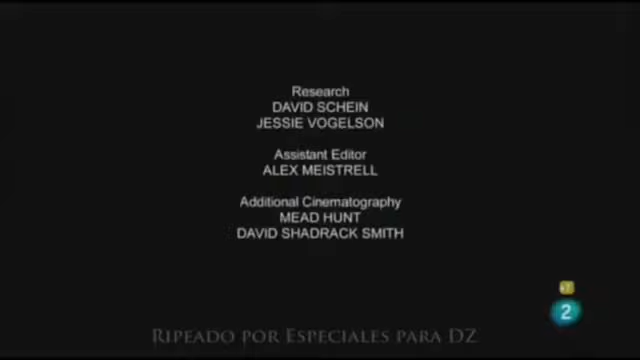 Research
DAVID SCHEIN
JESSIE VOGELSON
Assistant Editor
ALEX MEISTRELL
Additional Cinematography
MEAD HUNT
DAVID SHADRACK SMITH
2
RIPEADO POR ESPECIALES PARA DZ